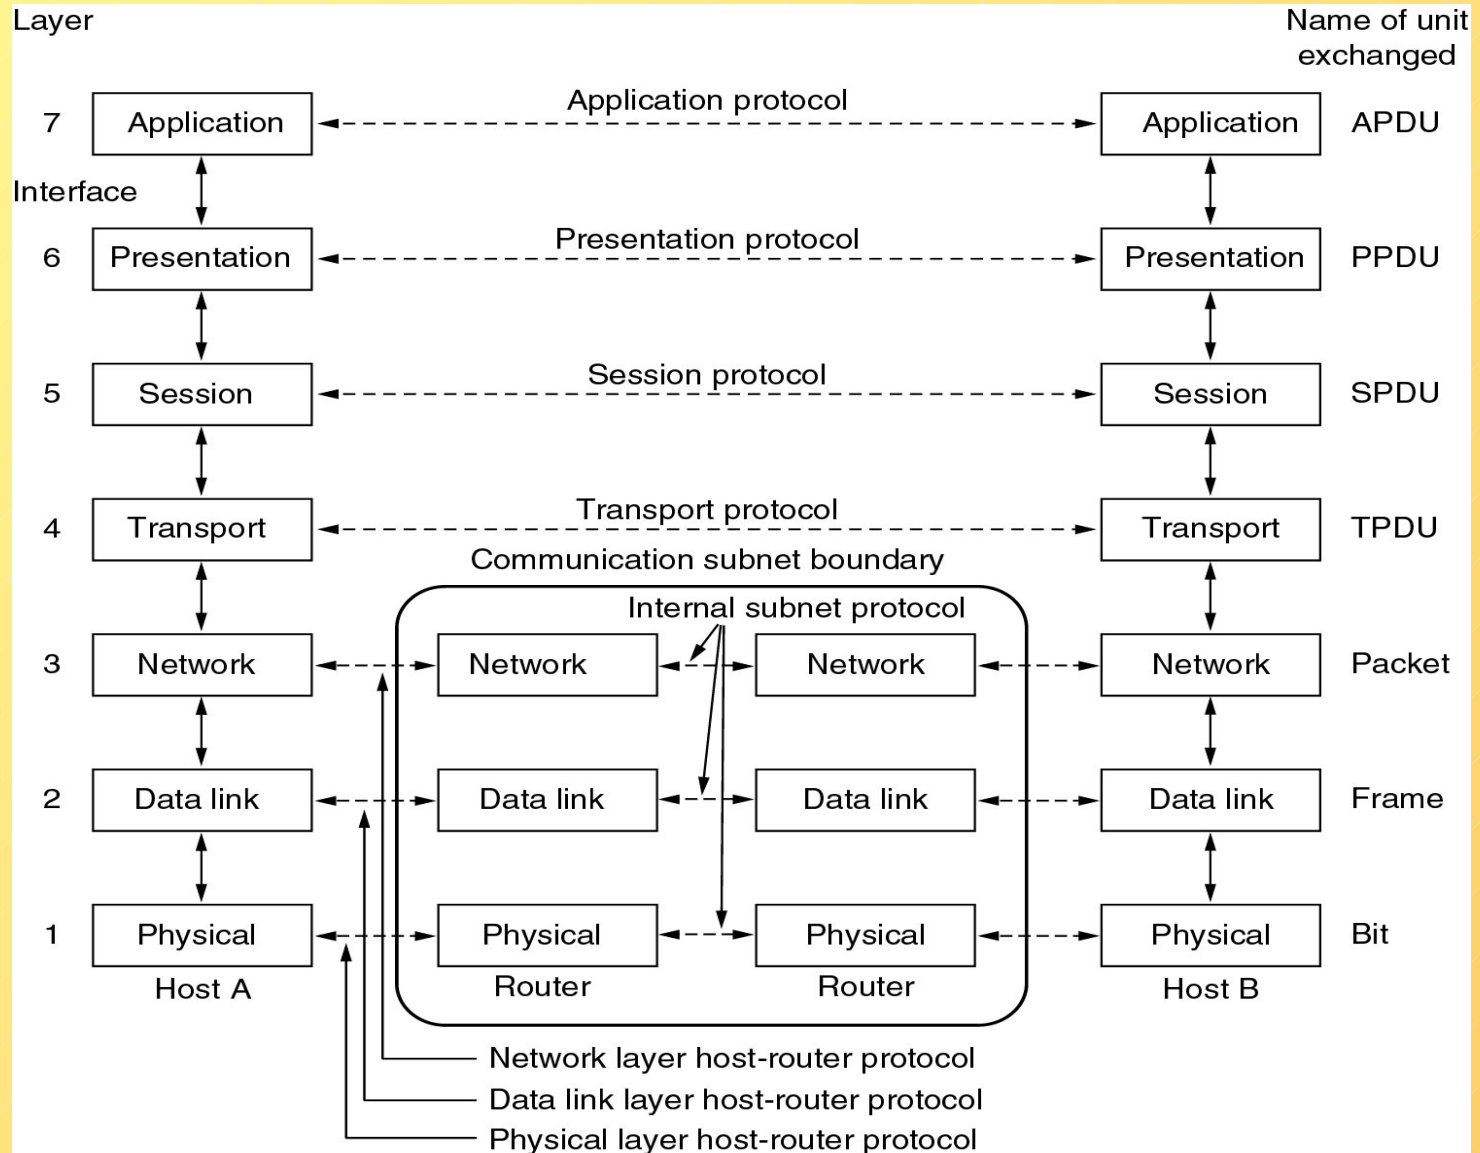 Layer
Name of unit
exchanged
Application protocol
7 Application Application APDU
Interface
Presentation protocol
6 Presentation Presentation PPDU
Session protocol
5 Session Session SPDU
Transport protocol
4 Transport Transport TPDU
Communication subnet boundary
Internal subnet protocol
3 Network Network Network Network Packet
2 Data link Data link Data link Data link Frame
1 Physical Physical Physical Physical Bit
Host A Router Router Host B
Network layer host-router protocol
Data link layer host-router protocol
Physical layer host-router protocol